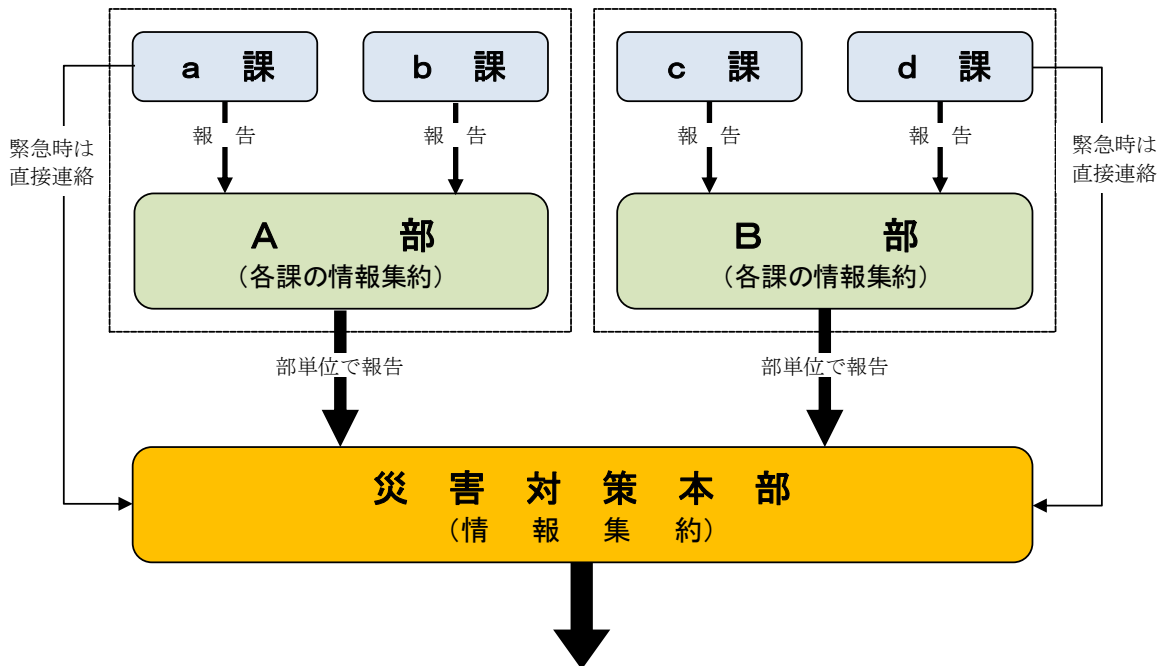 a 課
b 課
c 課
d 課
報 告
報 告
報 告
報 告
緊急時は
直接連絡
緊急時は
直接連絡
A 部
(各課の情報集約)
B 部
(各課の情報集約)
部単位で報告
部単位で報告
災 害 対 策 本 部
(情 報 集 約)